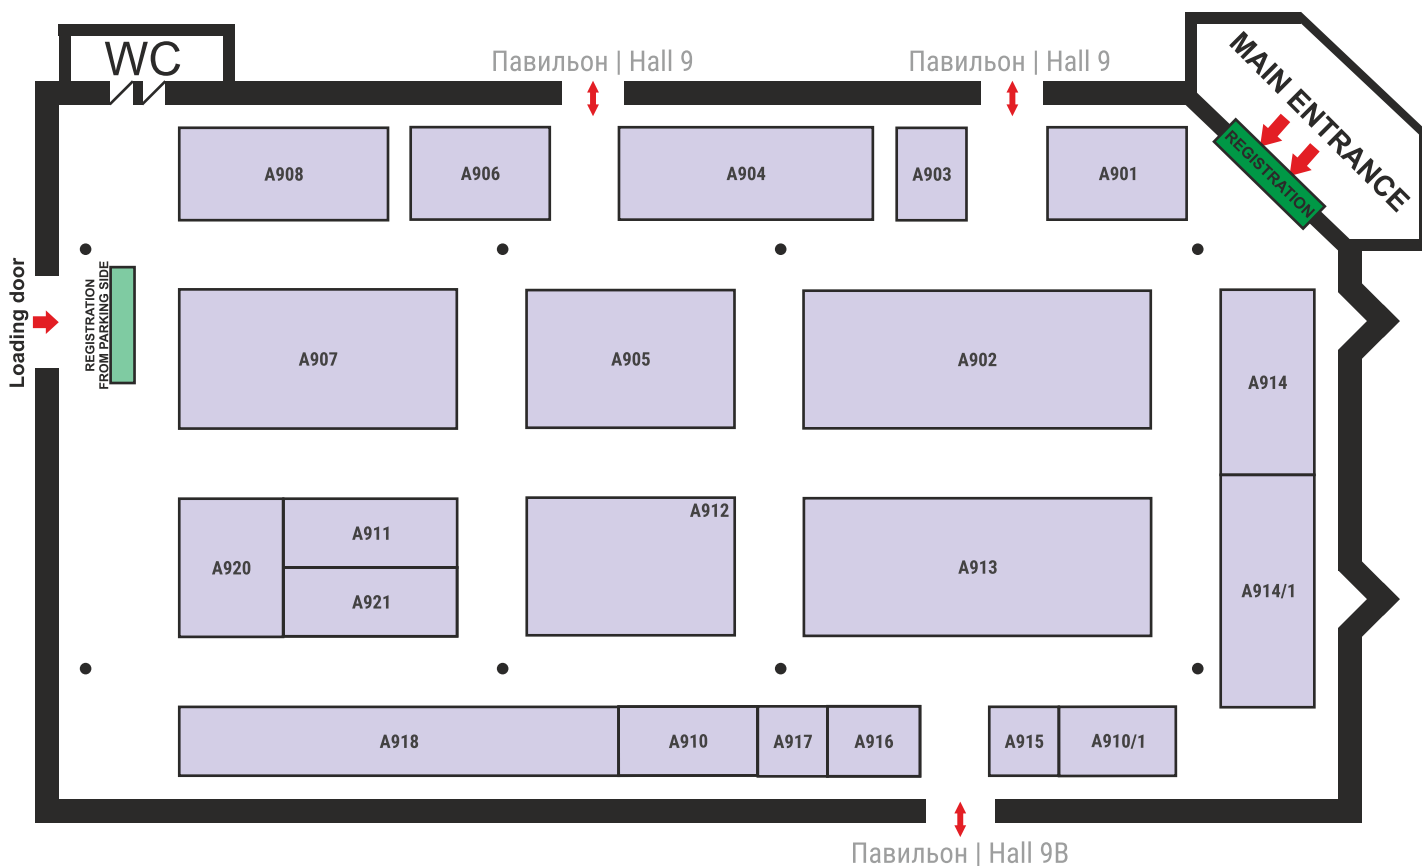 WC
Павильон | Hall 9
Павильон | Hall 9
MAIN ENTRANCE
REGISTRATION
A908
A906
A904
A903
A901
Loading door
REGISTRATION
FROM PARKING SIDE
A907
A905
A902
A914
A920
A911
A921
A912
A913
A914/1
A918
A910
A917
A916
A915
A910/1
Павильон | Hall 9B